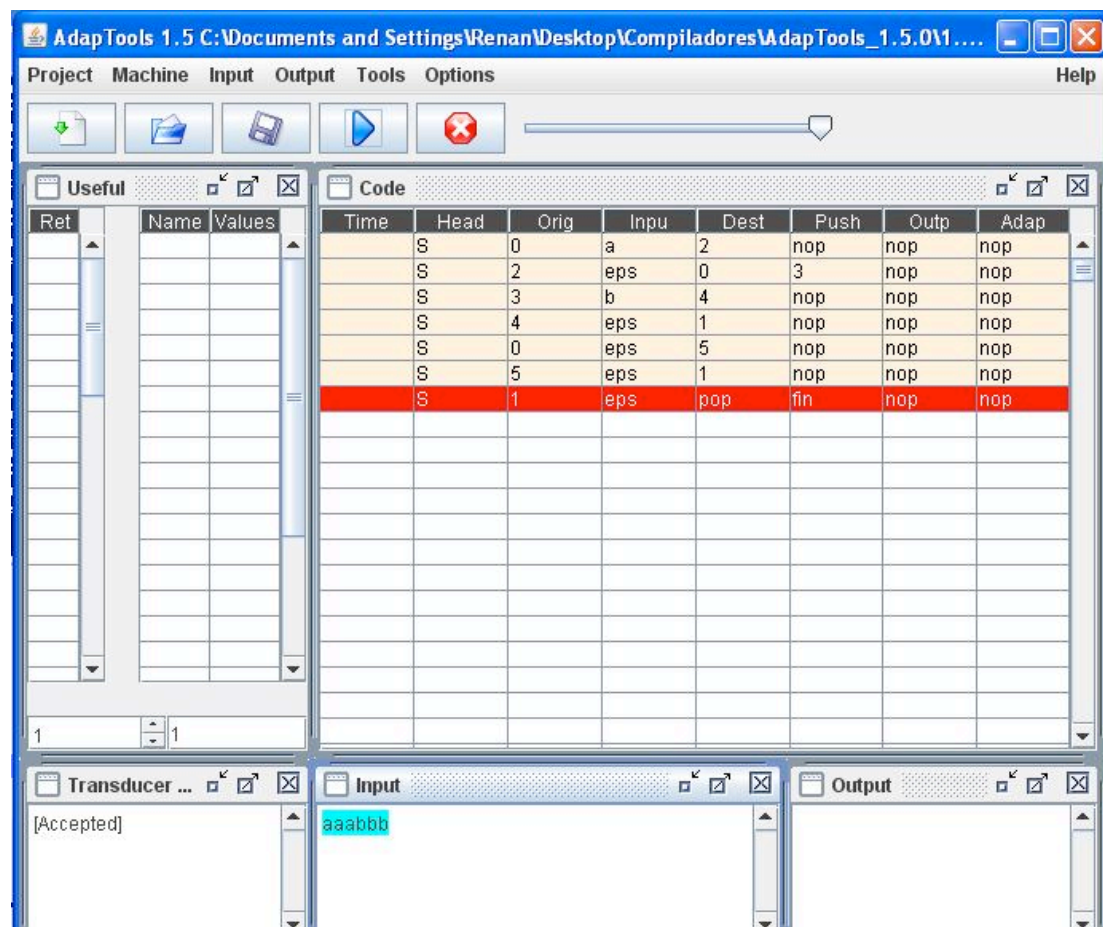 AdapTools 1.5 C:\Documents and Settings\Renan\Desktop\Compiladores\AdapTools_1.5.0\1....
Project Machine Input Output Tools Options Help
Useful
Ret Name Values
1 1
Code
Time Head Orig Inpu Dest Push Outp Adap
S 0 a 2 nop nop nop
S 2 eps 0 3 nop nop
S 3 b 4 nop nop nop
S 4 eps 1 nop nop nop
S 0 eps 5 nop nop nop
S 5 eps 1 nop nop nop
S 1 eps pop fin nop nop
Transducer ...
[Accepted]
Input
aaabbb
Output